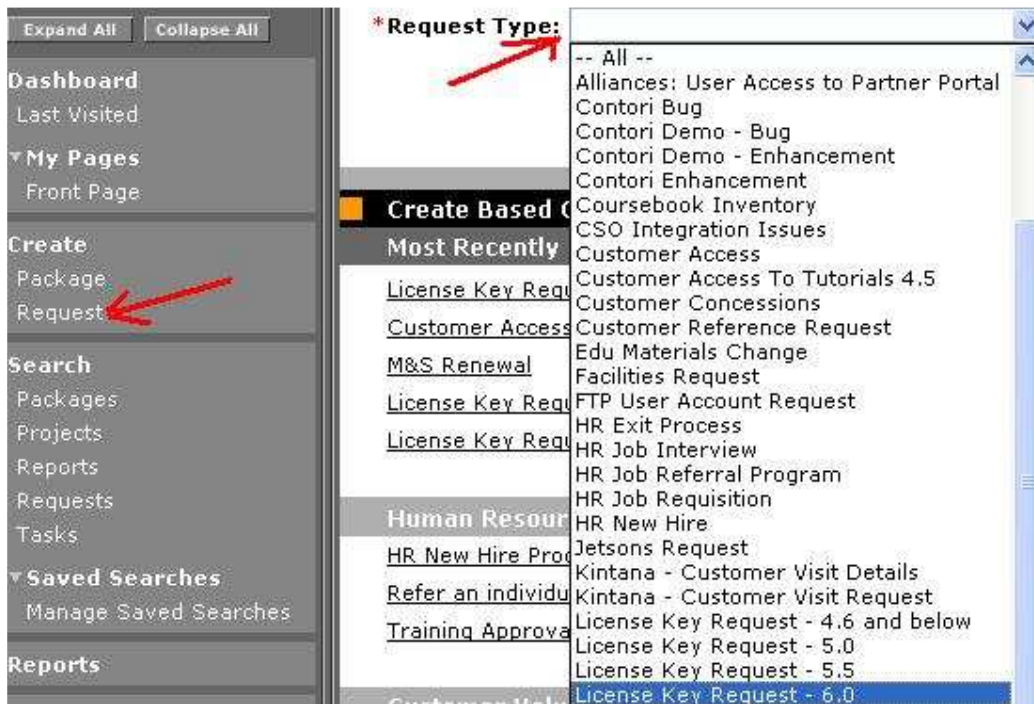 Expand All
Collapse All
Dashboard
Last Visited
My Pages
Front Page
Create
Package
Request
Search
Packages
Projects
Reports
Requests
Tasks
Saved Searches
Manage Saved Searches
Reports
*Request Type:
Create Based
Most Recently
License Key Requ
Customer Access
M&S Renewal
License Key Requ
License Key Requ
Human Resour
HR New Hire Proc
Refer an individu
Training Approva
-- All --
Alliances: User Access to Partner Portal
Contori Bug
Contori Demo - Bug
Contori Demo - Enhancement
Contori Enhancement
Coursebook Inventory
CSO Integration Issues
Customer Access
Customer Access To Tutorials 4.5
Customer Concessions
Customer Reference Request
Edu Materials Change
Facilities Request
FTP User Account Request
HR Exit Process
HR Job Interview
HR Job Referral Program
HR Job Requisition
HR New Hire
Jetsons Request
Kintana - Customer Visit Details
Kintana - Customer Visit Request
License Key Request - 4.6 and below
License Key Request - 5.0
License Key Request - 5.5
License Key Request - 6.0